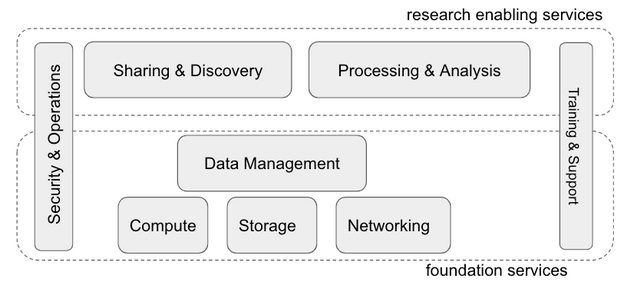 research enabling services
Sharing & Discovery
Processing & Analysis
Security & Operations
Training & Support
Data Management
Compute
Storage
Networking
foundation services